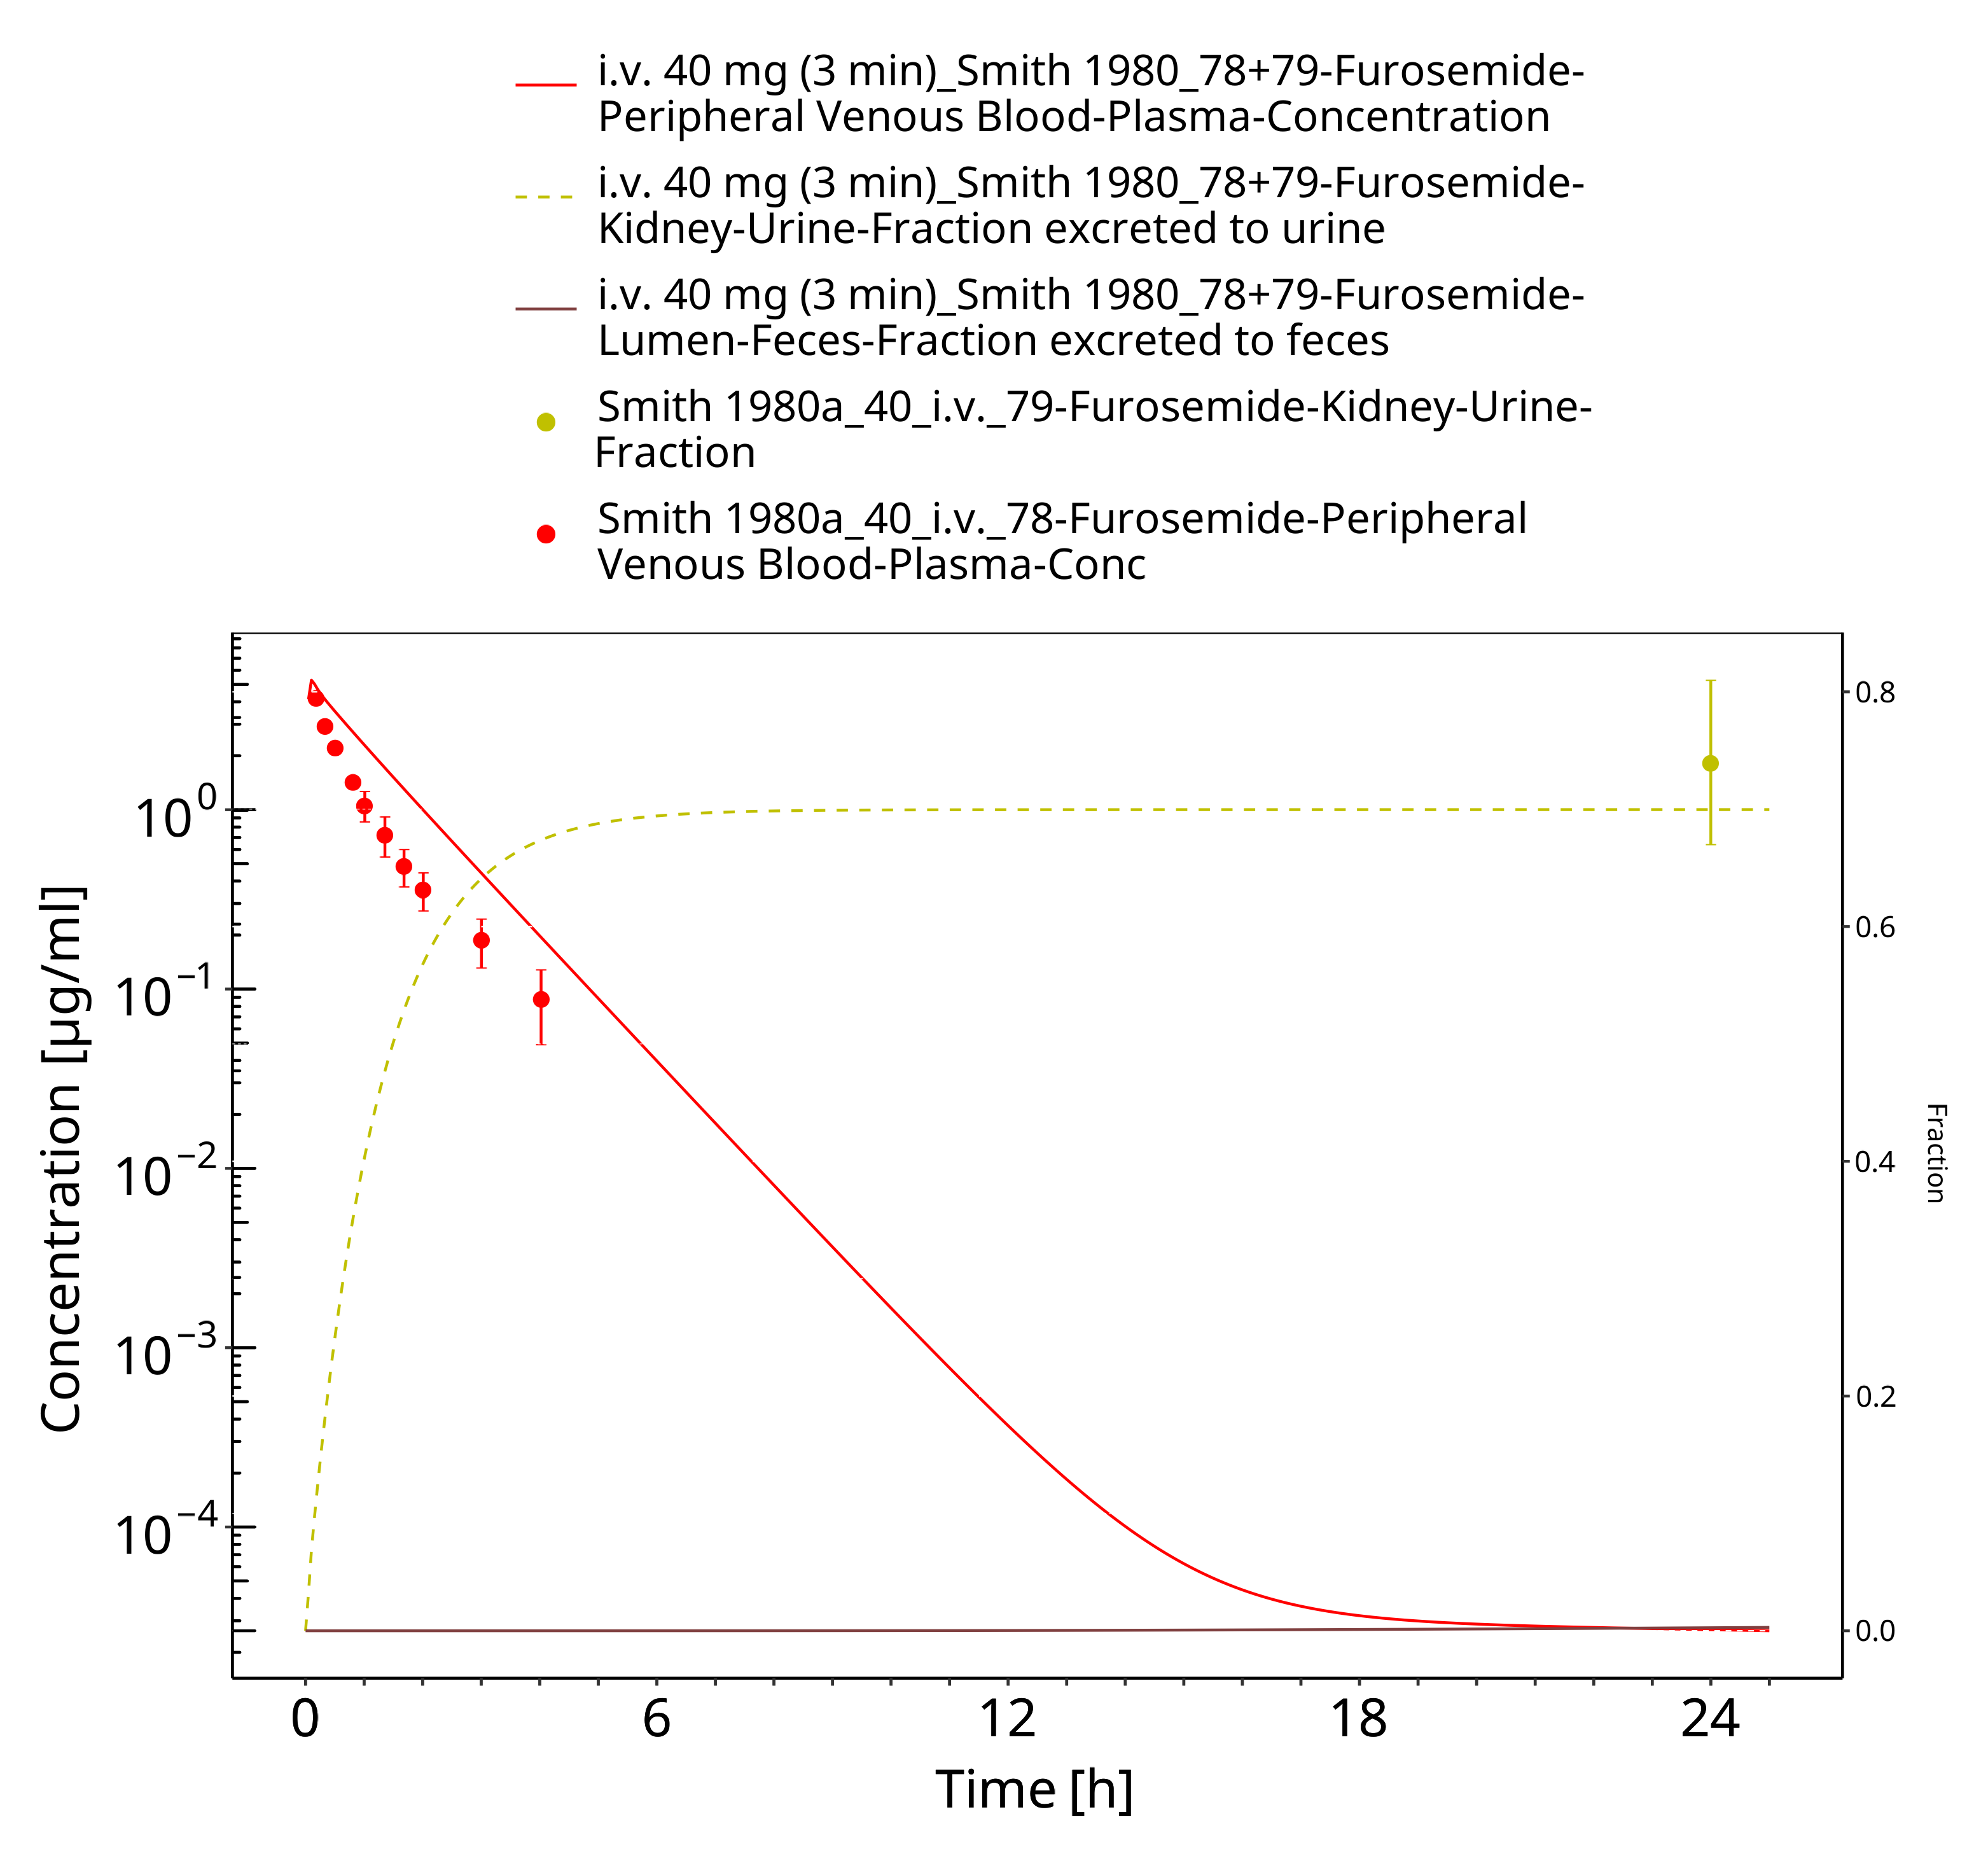 i.v. 40 mg (3 min)_Smith 1980_78+79-Furosemide-
Peripheral Venous Blood-Plasma-Concentration
i.v. 40 mg (3 min)_Smith 1980_78+79-Furosemide-
Kidney-Urine-Fraction excreted to urine
i.v. 40 mg (3 min)_Smith 1980_78+79-Furosemide-
Lumen-Feces-Fraction excreted to feces
Smith 1980a_40_i.v._79-Furosemide-Kidney-Urine-
Fraction
Smith 1980a_40_i.v._78-Furosemide-Peripheral
Venous Blood-Plasma-Conc
Concentration [µg/ml]
10⁰
10⁻¹
10⁻²
10⁻³
10⁻⁴
0.8
0.6
0.4
0.2
0.0
Fraction
0 6 12 18 24
Time [h]